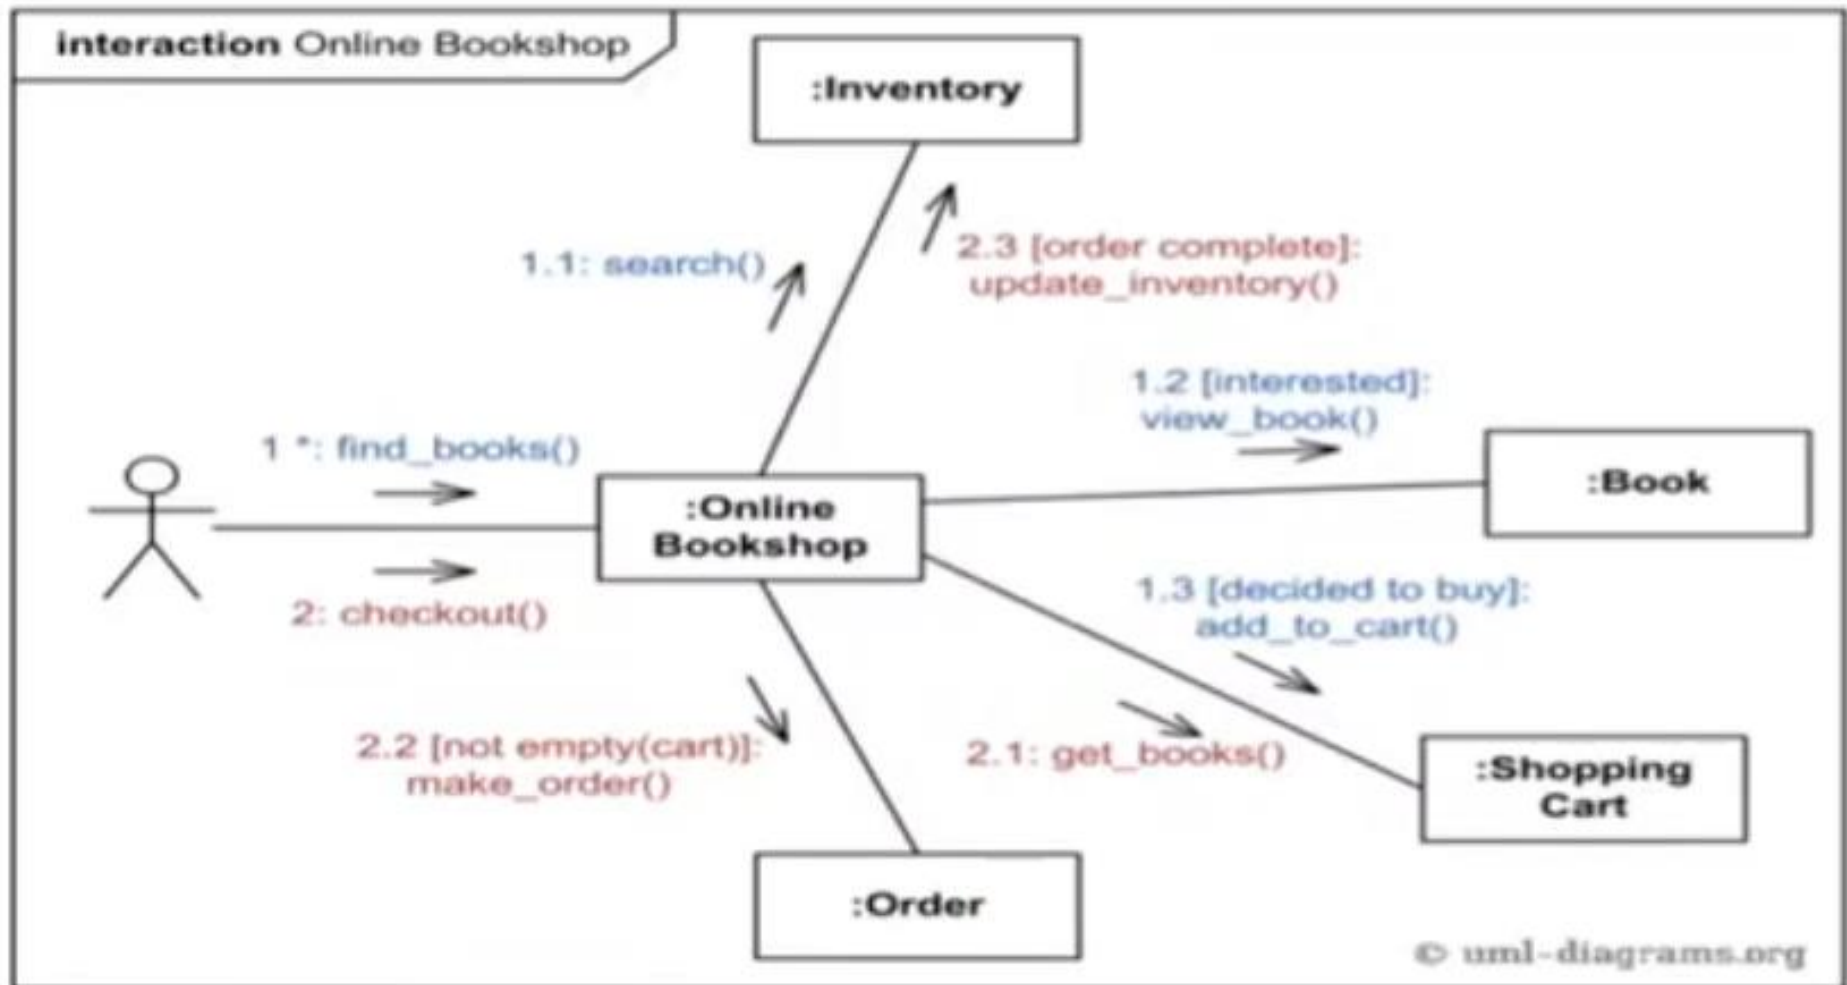 interaction Online Bookshop
:Inventory
1.1: search()
2.3 [order complete]:
update_inventory()
1.2 [interested]:
view_book()
1 *: find_books()
:Online
Bookshop
:Book
2: checkout()
1.3 [decided to buy]:
add_to_cart()
2.2 [not empty(cart)]:
make_order()
2.1: get_books()
:Shopping
Cart
:Order
© uml-diagrams.org